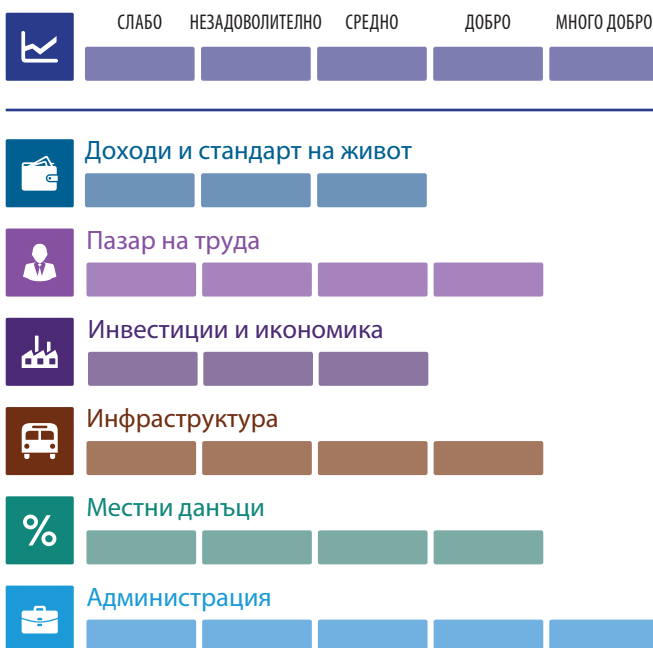 СЛАБО НЕЗАДОВОЛИТЕЛНО СРЕДНО ДОБРО МНОГО ДОБРО
Доходи и стандарт на живот
Пазар на труда
Инвестиции и икономика
Инфраструктура
Местни данъци
%
Администрация